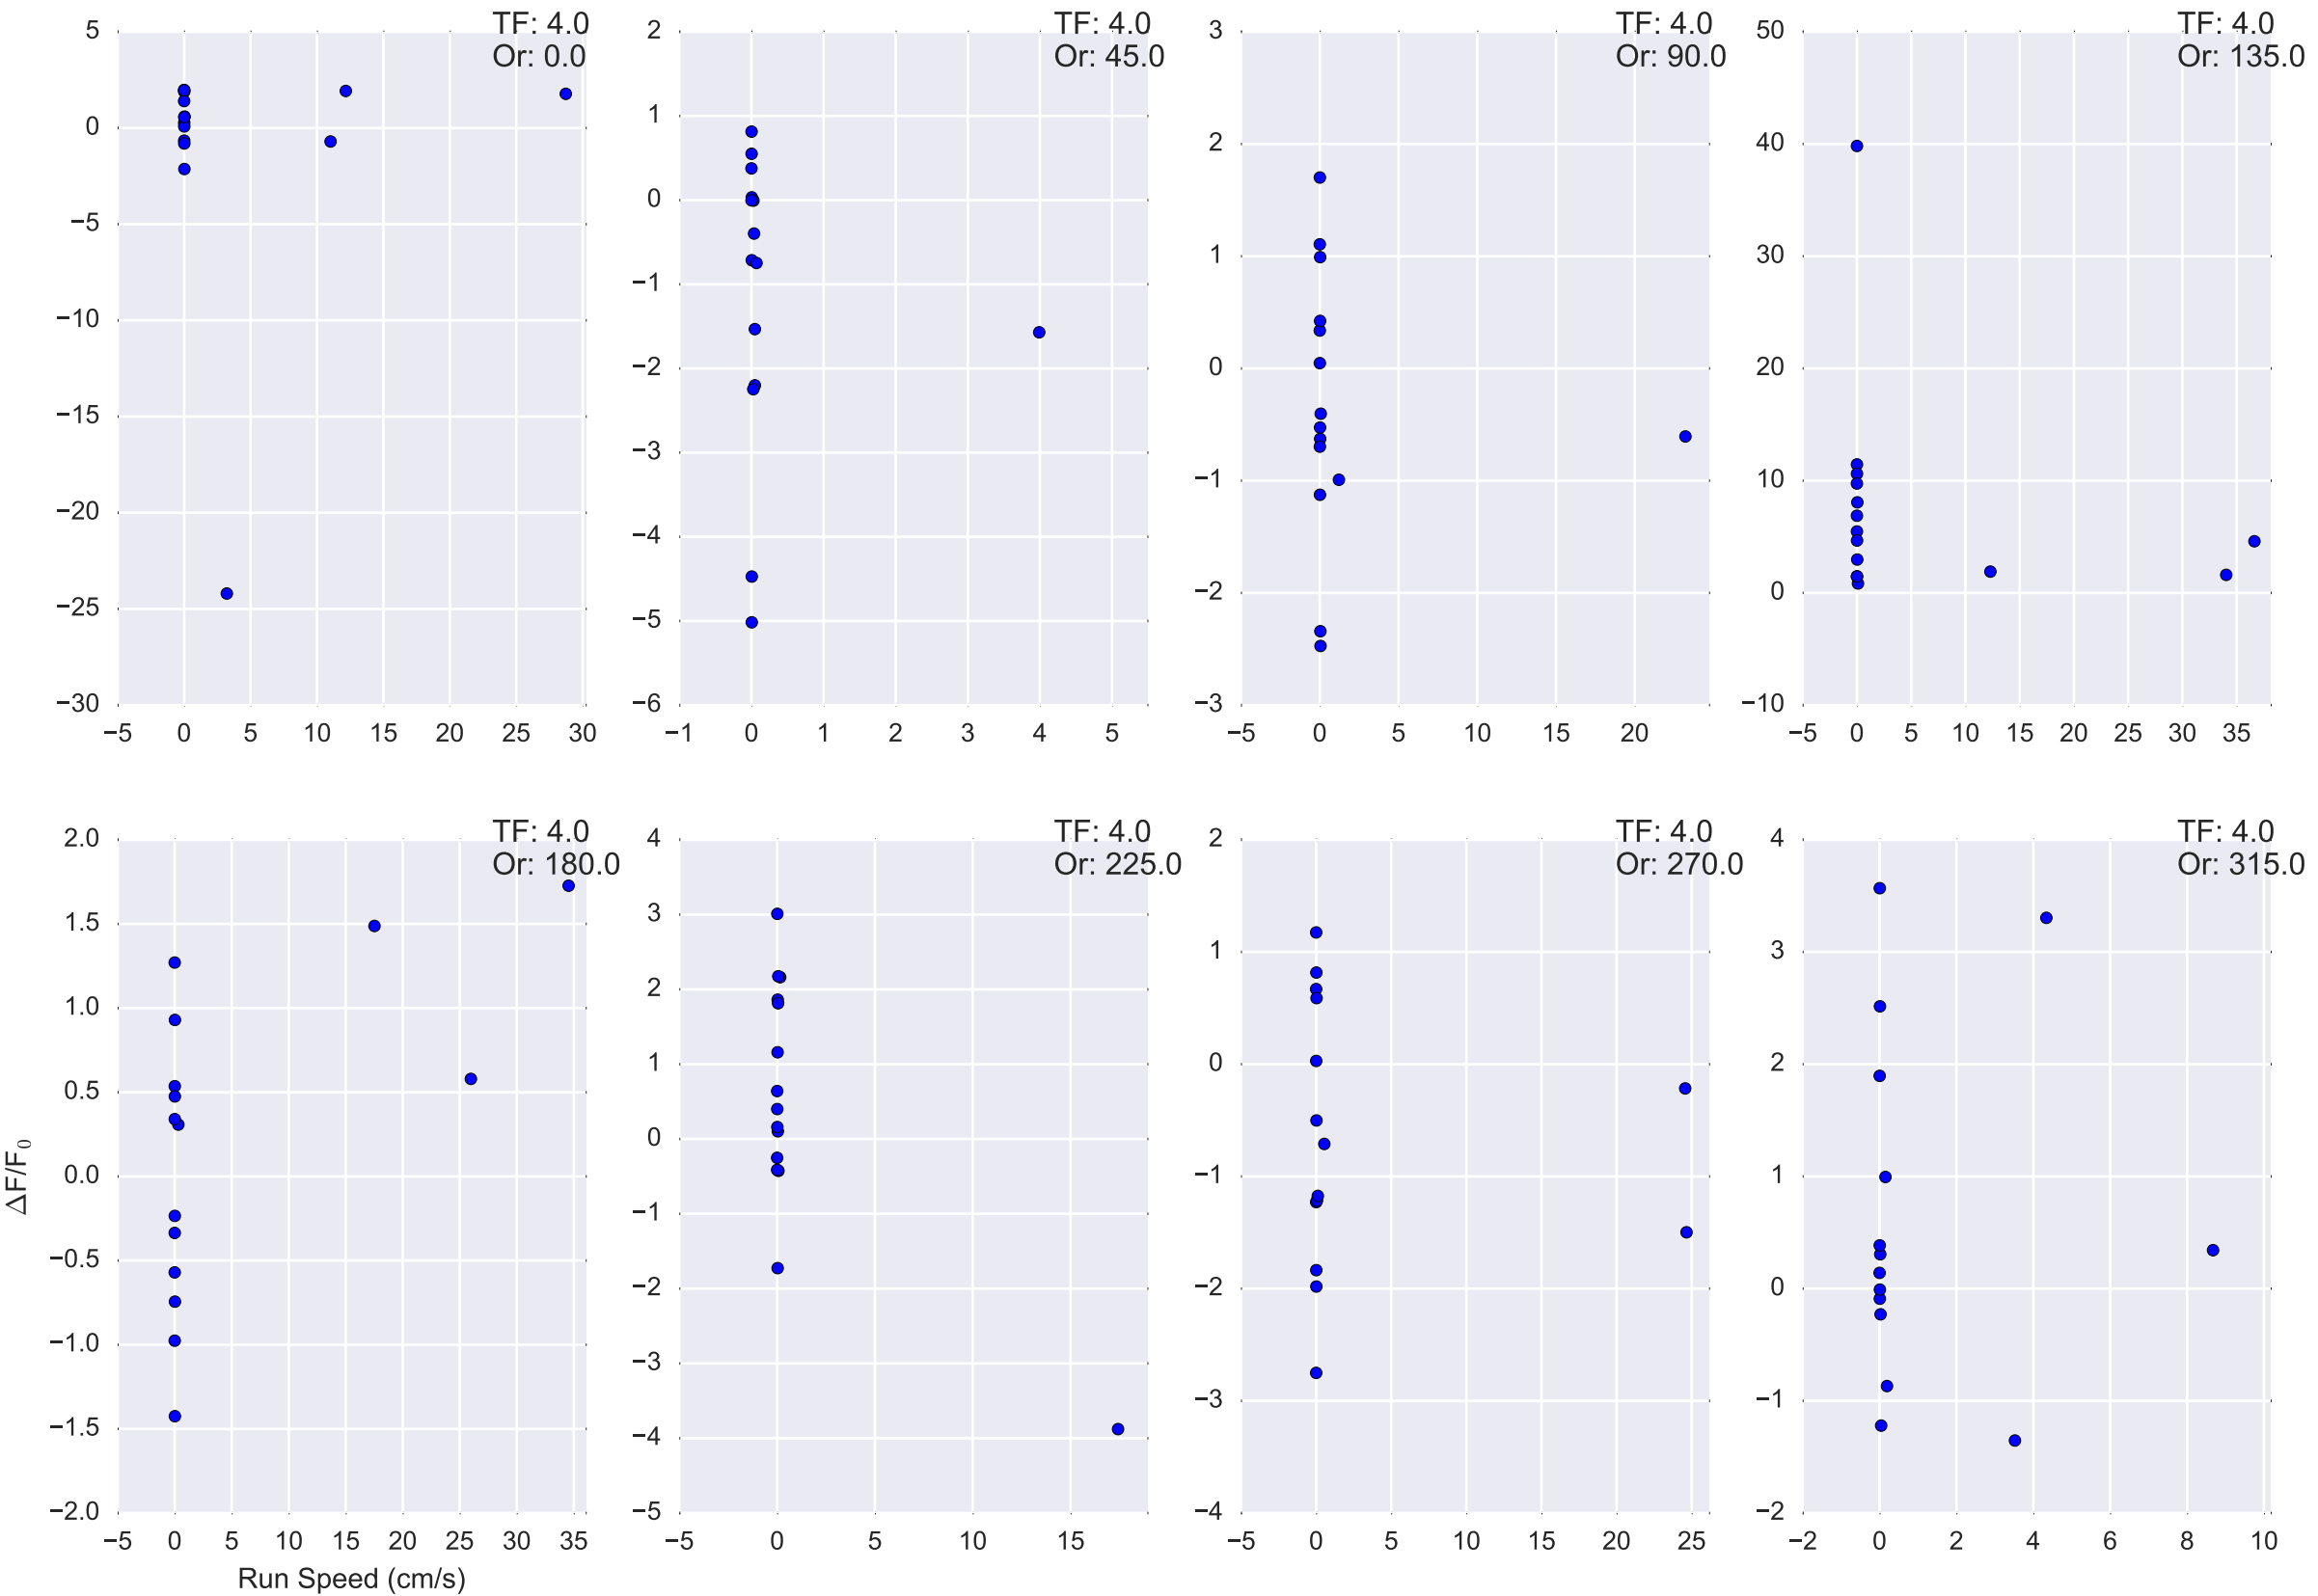 TF: 4.0
Or: 0.0
5
0
−5
−10
−15
−20
−25
−30
−5 0 5 10 15 20 25 30
TF: 4.0
Or: 45.0
2
1
0
−1
−2
−3
−4
−5
−6
−1 0 1 2 3 4 5
TF: 4.0
Or: 90.0
3
2
1
0
−1
−2
−3
−5 0 5 10 15 20
TF: 4.0
Or: 135.0
50
40
30
20
10
0
−10
−5 0 5 10 15 20 25 30 35
TF: 4.0
Or: 180.0
2.0
1.5
1.0
0.5
0.0
−0.5
−1.0
−1.5
−2.0
ΔF/F₀
−5 0 5 10 15 20 25 30 35
Run Speed (cm/s)
TF: 4.0
Or: 225.0
4
3
2
1
0
−1
−2
−3
−4
−5
−5 0 5 10 15
TF: 4.0
Or: 270.0
2
1
0
−1
−2
−3
−4
−5 0 5 10 15 20 25
TF: 4.0
Or: 315.0
4
3
2
1
0
−1
−2
−2 0 2 4 6 8 10